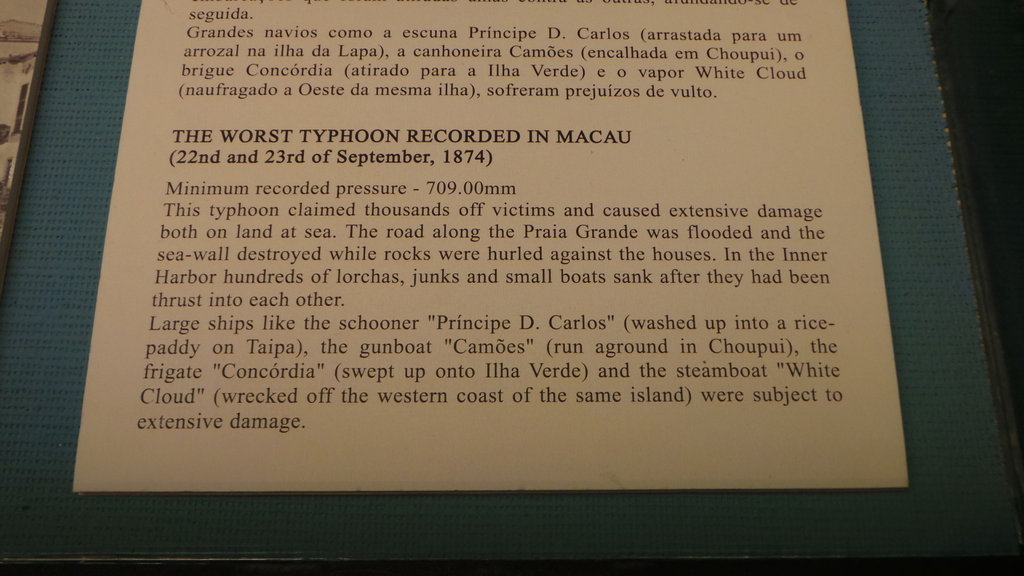 seguida.
Grandes navios como a escuna Príncipe D. Carlos (arrastada para um
arrozal na ilha da Lapa), a canhoneira Camões (encalhada em Choupui), o
brigue Concórdia (atirado para a Ilha Verde) e o vapor White Cloud
(naufragado a Oeste da mesma ilha), sofreram prejuízos de vulto.
THE WORST TYPHOON RECORDED IN MACAU
(22nd and 23rd of September, 1874)
Minimum recorded pressure - 709.00mm
This typhoon claimed thousands off victims and caused extensive damage
both on land at sea. The road along the Praia Grande was flooded and the
sea-wall destroyed while rocks were hurled against the houses. In the Inner
Harbor hundreds of lorchas, junks and small boats sank after they had been
thrust into each other.
Large ships like the schooner "Príncipe D. Carlos" (washed up into a rice-
paddy on Taipa), the gunboat "Camões" (run aground in Choupui), the
frigate "Concórdia" (swept up onto Ilha Verde) and the steamboat "White
Cloud" (wrecked off the western coast of the same island) were subject to
extensive damage.